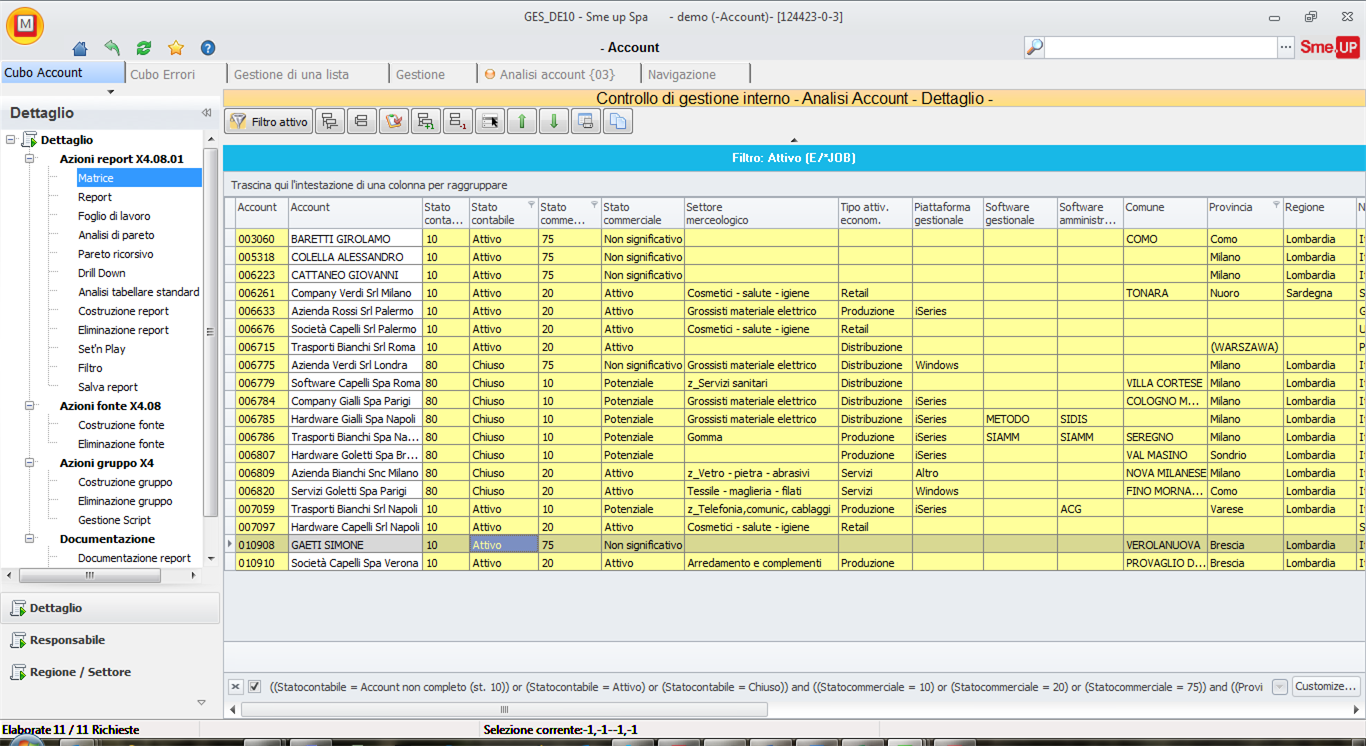 GES_DE10 - Sme up Spa - demo (-Account)- [124423-0-3]
M
- Account
Sme.UP
Cubo Account
Cubo Errori
Gestione di una lista
Gestione
Analisi account {03}
Navigazione
Dettaglio
Controllo di gestione interno - Analisi Account - Dettaglio -
Filtro attivo
Filtro: Attivo (E/*JOB)
Trascina qui l'intestazione di una colonna per raggruppare
Dettaglio
Azioni report X4.08.01
Matrice
Report
Foglio di lavoro
Analisi di pareto
Pareto ricorsivo
Drill Down
Analisi tabellare standard
Costruzione report
Eliminazione report
Set'n Play
Filtro
Salva report
Azioni fonte X4.08
Costruzione fonte
Eliminazione fonte
Azioni gruppo X4
Costruzione gruppo
Eliminazione gruppo
Gestione Script
Documentazione
Documentazione report
Dettaglio
Responsabile
Regione / Settore
Account Account Stato conta... Stato contabile Stato comme... Stato commerciale Settore merceologico Tipo attiv. econom. Piattaforma gestionale Software gestionale Software amministr... Comune Provincia Regione N
003060 BARETTI GIROLAMO 10 Attivo 75 Non significativo COMO Como Lombardia It
005318 COLELLA ALESSANDRO 10 Attivo 75 Non significativo Milano Lombardia It
006223 CATTANEO GIOVANNI 10 Attivo 75 Non significativo Milano Lombardia It
006261 Company Verdi Srl Milano 10 Attivo 20 Attivo Cosmetici - salute - igiene Retail TONARA Nuoro Sardegna S
006633 Azienda Rossi Srl Palermo 10 Attivo 20 Attivo Grossisti materiale elettrico Produzione iSeries G
006676 Società Capelli Srl Palermo 10 Attivo 20 Attivo Cosmetici - salute - igiene Retail U
006715 Trasporti Bianchi Srl Roma 10 Attivo 20 Attivo Distribuzione (WARSZAWA) P
006775 Azienda Verdi Srl Londra 80 Chiuso 75 Non significativo Grossisti materiale elettrico Distribuzione Windows Milano Lombardia It
006779 Software Capelli Spa Roma 80 Chiuso 10 Potenziale z_Servizi sanitari Distribuzione VILLA CORTESE Milano Lombardia It
006784 Company Gialli Spa Parigi 80 Chiuso 10 Potenziale Grossisti materiale elettrico Distribuzione iSeries COLOGNO M... Milano Lombardia It
006785 Hardware Gialli Spa Napoli 80 Chiuso 10 Potenziale Grossisti materiale elettrico Distribuzione iSeries METODO SIDIS Milano Lombardia It
006786 Trasporti Bianchi Spa Na... 80 Chiuso 10 Potenziale Gomma Produzione iSeries SIAMM SIAMM SEREGNO Milano Lombardia It
006807 Hardware Goletti Spa Br... 80 Chiuso 10 Potenziale Produzione iSeries VAL MASINO Sondrio Lombardia It
006809 Azienda Bianchi Snc Milano 80 Chiuso 20 Attivo z_Vetro - pietra - abrasivi Servizi Altro NOVA MILANESE Milano Lombardia It
006820 Servizi Goletti Spa Parigi 80 Chiuso 20 Attivo Tessile - maglieria - filati Servizi Windows FINO MORNA... Como Lombardia It
007059 Trasporti Bianchi Srl Napoli 10 Attivo 10 Potenziale z_Telefonia,comunic, cablaggi Produzione iSeries ACG Varese Lombardia It
007097 Hardware Capelli Srl Napoli 10 Attivo 20 Attivo Cosmetici - salute - igiene Retail S
010908 GAETI SIMONE 10 Attivo 75 Non significativo VEROLANUOVA Brescia Lombardia It
010910 Società Capelli Spa Verona 10 Attivo 20 Attivo Arredamento e complementi Produzione PROVAGLIO D... Brescia Lombardia It
((Statocontabile = Account non completo (st. 10)) or (Statocontabile = Attivo) or (Statocontabile = Chiuso)) and ((Statocommerciale = 10) or (Statocommerciale = 20) or (Statocommerciale = 75)) and ((Provi
Customize...
Elaborate 11 / 11 Richieste
Selezione corrente:-1,-1--1,-1